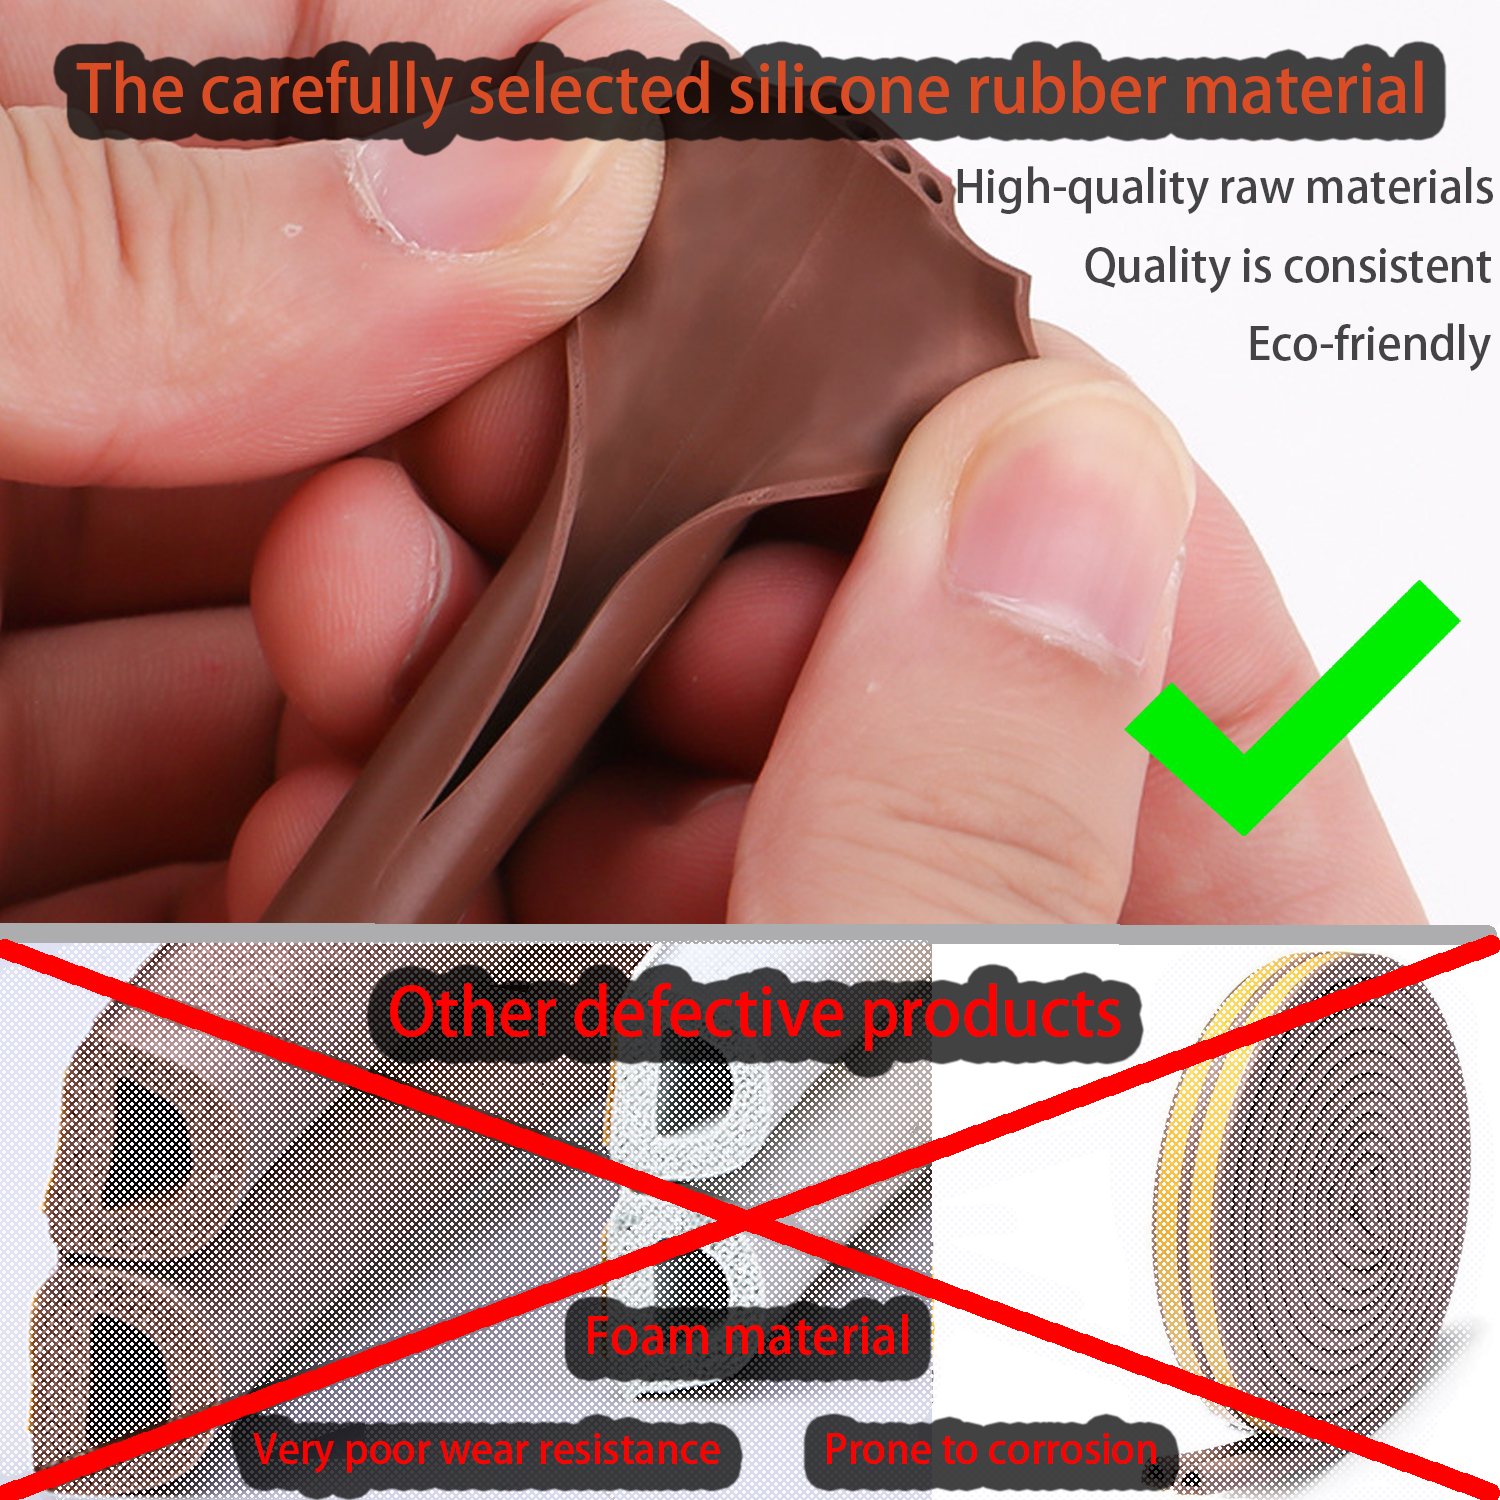 The carefully selected silicone rubber material
High-quality raw materials
Quality is consistent
Eco-friendly
Other defective products
Foam material
Very poor wear resistance
Prone to corrosion